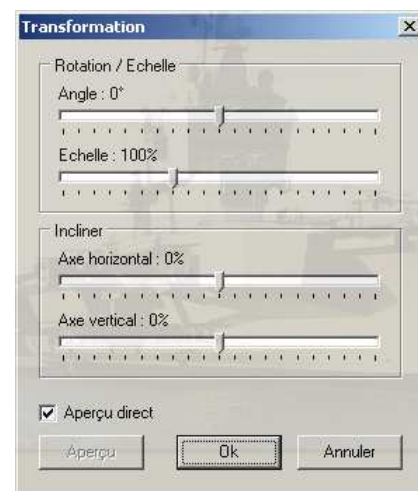 Transformation
Rotation / Echelle
Angle : 0°
Echelle : 100%
Incliner
Axe horizontal : 0%
Axe vertical : 0%
Aperçu direct
Aperçu
Ok
Annuler